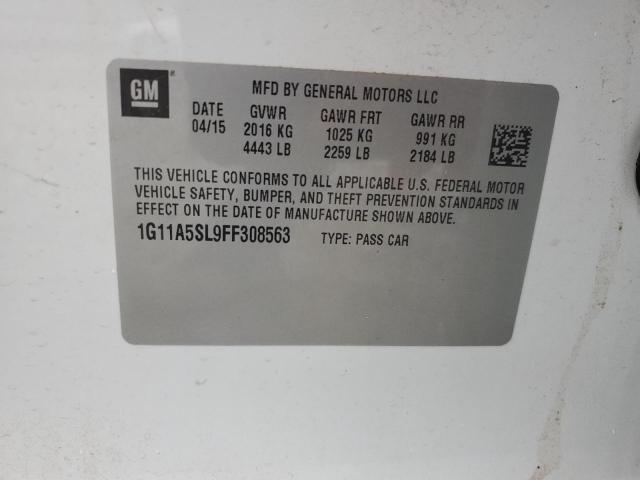 GM
MFD BY GENERAL MOTORS LLC
DATE GVWR GAWR FRT GAWR RR
04/15 2016 KG 1025 KG 991 KG
4443 LB 2259 LB 2184 LB
THIS VEHICLE CONFORMS TO ALL APPLICABLE U.S. FEDERAL MOTOR
VEHICLE SAFETY, BUMPER, AND THEFT PREVENTION STANDARDS IN
EFFECT ON THE DATE OF MANUFACTURE SHOWN ABOVE.
1G11A5SL9FF308563 TYPE: PASS CAR